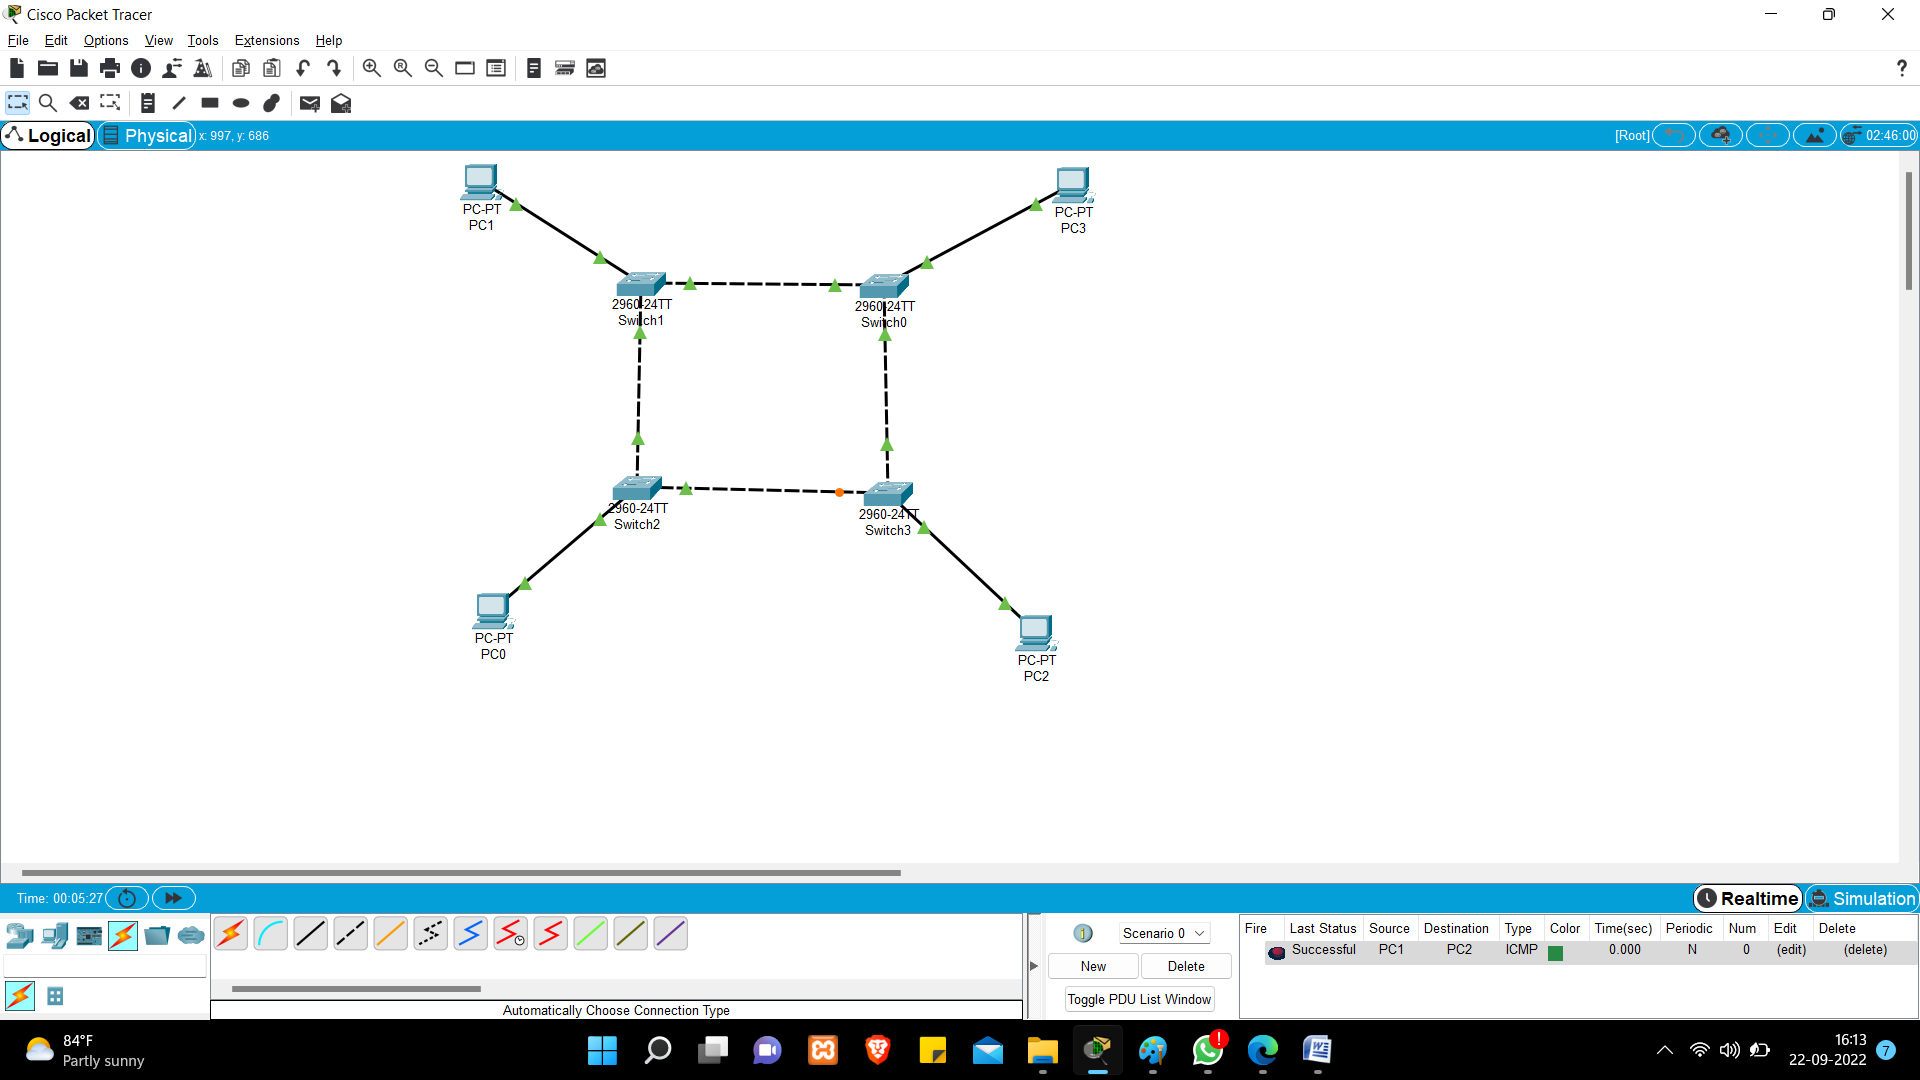 Cisco Packet Tracer
File Edit Options View Tools Extensions Help
?
Logical Physical x: 997, y: 686 [Root] 02:46:00
PC-PT
PC1
PC-PT
PC3
2960-24TT
Switch1
2960-24TT
Switch0
2960-24TT
Switch2
2960-24TT
Switch3
PC-PT
PC0
PC-PT
PC2
Time: 00:05:27 Realtime Simulation
Scenario 0
New Delete
Toggle PDU List Window
Fire Last Status Source Destination Type Color Time(sec) Periodic Num Edit Delete
Successful PC1 PC2 ICMP 0.000 N 0 (edit) (delete)
Automatically Choose Connection Type
84°F
Partly sunny
16:13
22-09-2022
7